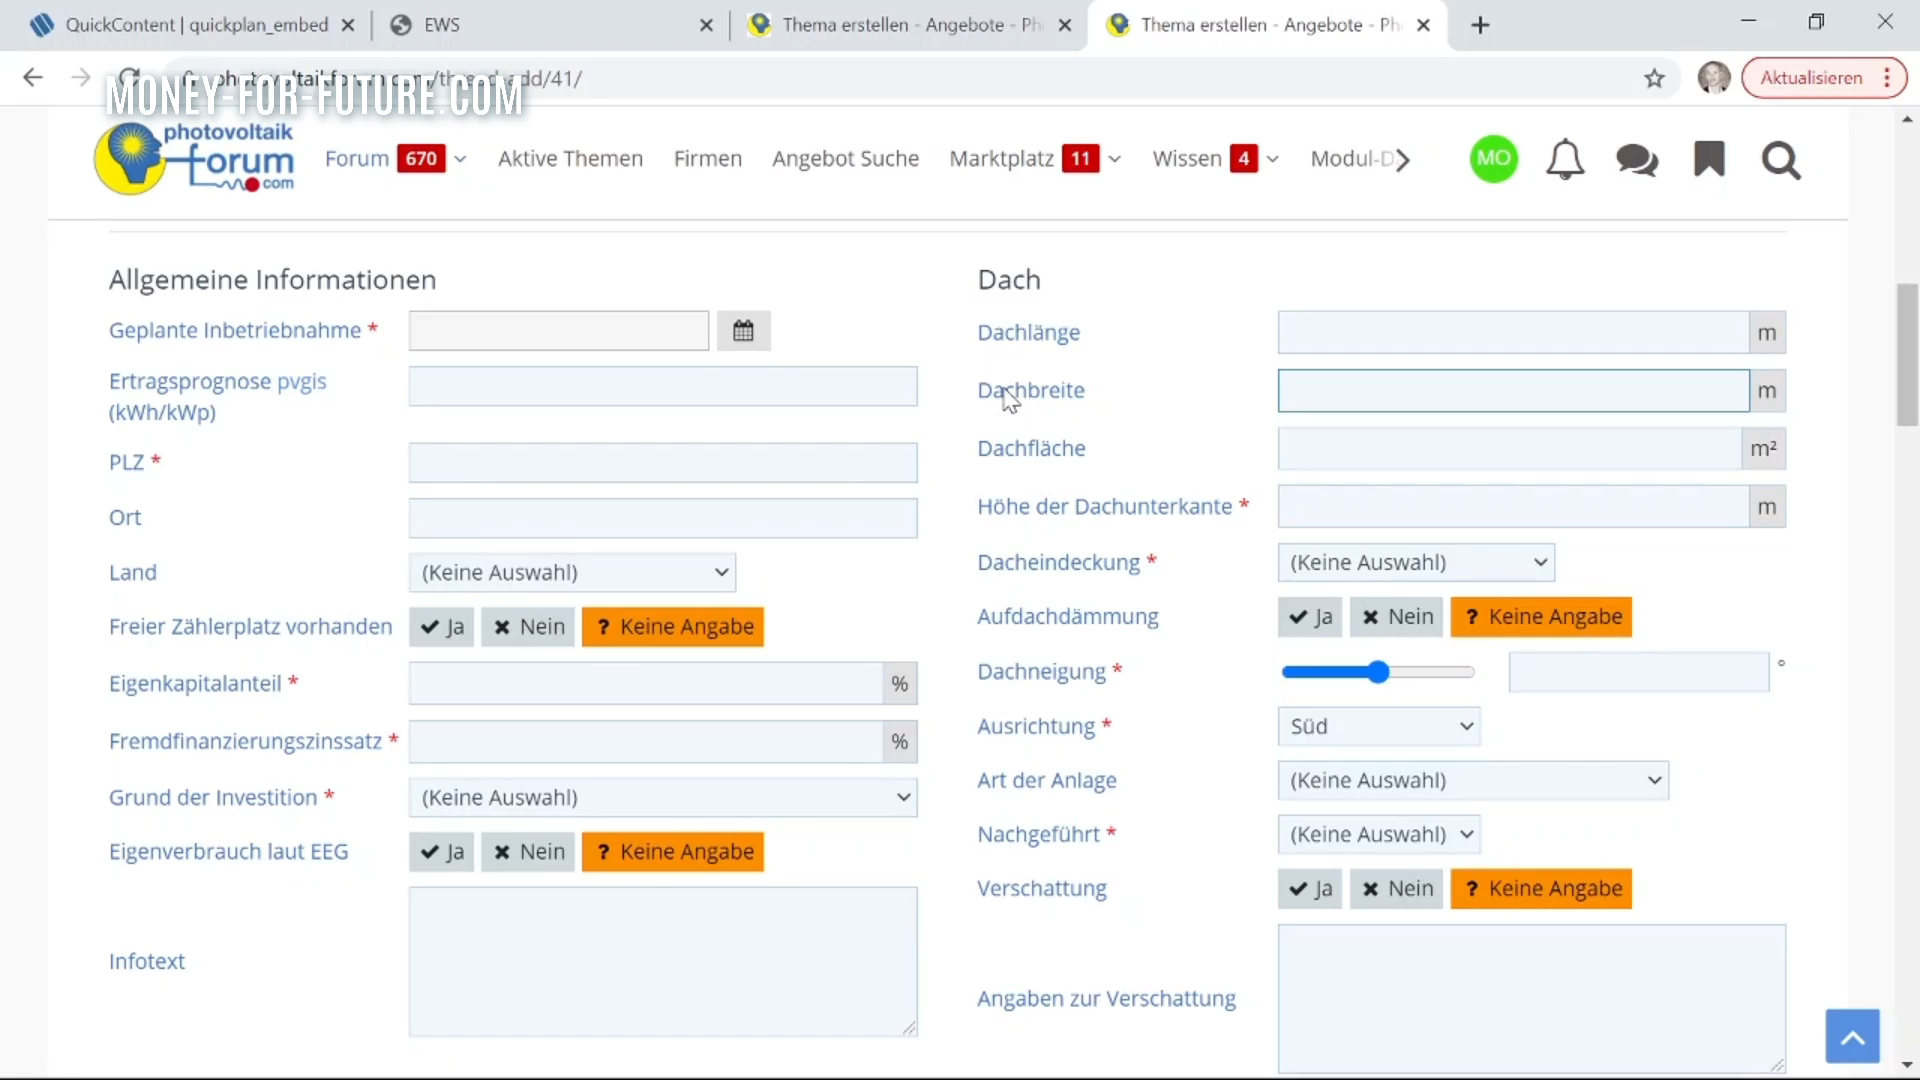 QuickContent | quickplan_embed
EWS
Thema erstellen - Angebote - Ph
Thema erstellen - Angebote - Ph
photovoltaikforum.com/thread-add/41/
Aktualisieren
MONEY-FOR-FUTURE.COM
photovoltaik
forum
.com
Forum 670
Aktive Themen
Firmen
Angebot Suche
Marktplatz 11
Wissen 4
Modul-D
MO
Allgemeine Informationen
Geplante Inbetriebnahme *
Ertragsprognose pvgis
(kWh/kWp)
PLZ *
Ort
Land
(Keine Auswahl)
Freier Zählerplatz vorhanden
Ja
Nein
? Keine Angabe
Eigenkapitalanteil *
%
Fremdfinanzierungszinssatz *
%
Grund der Investition *
(Keine Auswahl)
Eigenverbrauch laut EEG
Ja
Nein
? Keine Angabe
Infotext
Dach
Dachlänge
m
Dachbreite
m
Dachfläche
m²
Höhe der Dachunterkante *
m
Dacheindeckung *
(Keine Auswahl)
Aufdachdämmung
Ja
Nein
? Keine Angabe
Dachneigung *
°
Ausrichtung *
Süd
Art der Anlage
(Keine Auswahl)
Nachgeführt *
(Keine Auswahl)
Verschattung
Ja
Nein
? Keine Angabe
Angaben zur Verschattung